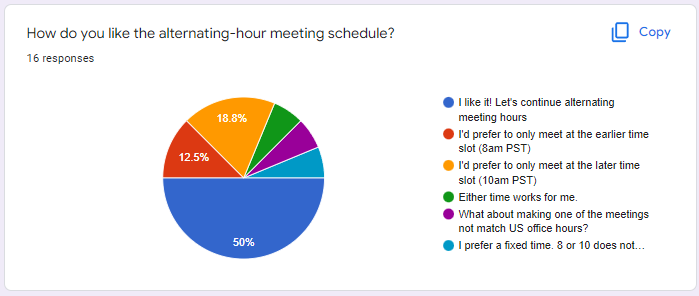 How do you like the alternating-hour meeting schedule?
Copy
16 responses
18.8%
12.5%
50%
I like it! Let's continue alternating
meeting hours
I'd prefer to only meet at the earlier time
slot (8am PST)
I'd prefer to only meet at the later time
slot (10am PST)
Either time works for me.
What about making one of the meetings
not match US office hours?
I prefer a fixed time. 8 or 10 does not…